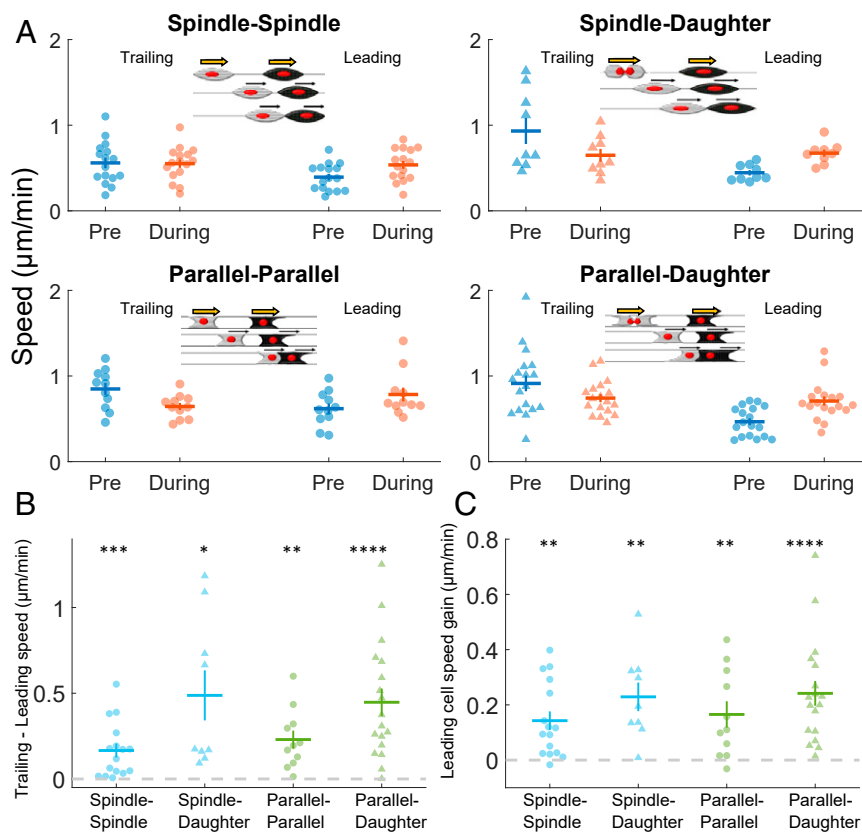 A
Spindle-Spindle
Spindle-Daughter
Trailing
Leading
Trailing
Leading
2
1
0
Pre
During
Pre
During
2
1
0
Pre
During
Pre
During
Speed (μm/min)
Parallel-Parallel
Parallel-Daughter
Trailing
Leading
Trailing
Leading
2
1
0
Pre
During
Pre
During
2
1
0
Pre
During
Pre
During
B
Trailing - Leading speed (μm/min)
1
0.5
0
***
*
**
****
Spindle-
Spindle
Spindle-
Daughter
Parallel-
Parallel
Parallel-
Daughter
C
Leading cell speed gain (μm/min)
0.8
0.6
0.4
0.2
0
**
**
**
****
Spindle-
Spindle
Spindle-
Daughter
Parallel-
Parallel
Parallel-
Daughter